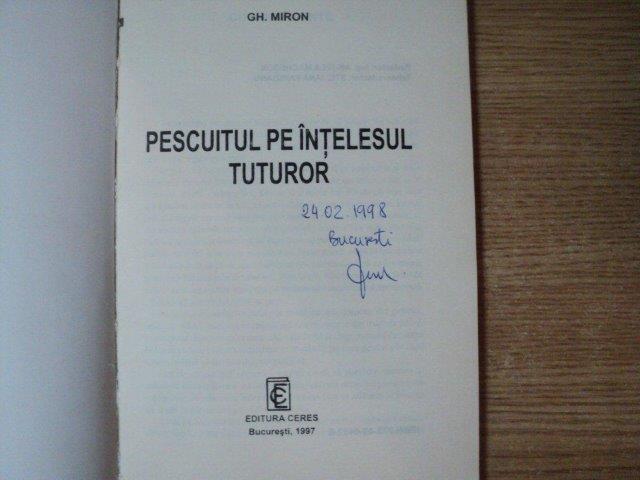 GH. MIRON
PESCUITUL PE ÎNȚELESUL
TUTUROR
24 02. 1998
București
EDITURA CERES
București, 1997